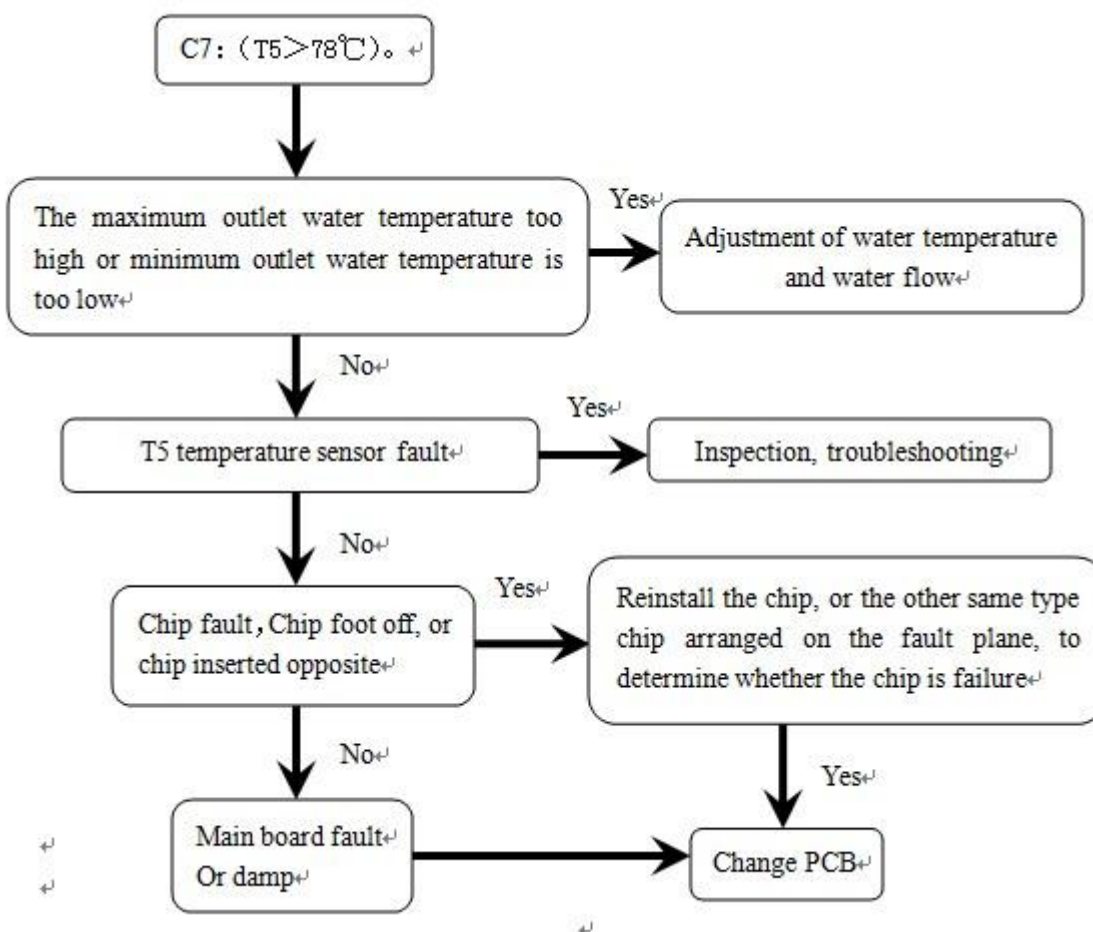 C7：(T5＞78℃)。
Yes
The maximum outlet water temperature too
high or minimum outlet water temperature is
too low
Adjustment of water temperature
and water flow
No
Yes
T5 temperature sensor fault
Inspection, troubleshooting
No
Yes
Chip fault，Chip foot off, or
chip inserted opposite
Reinstall the chip, or the other same type
chip arranged on the fault plane, to
determine whether the chip is failure
No
Yes
Main board fault
Or damp
Change PCB